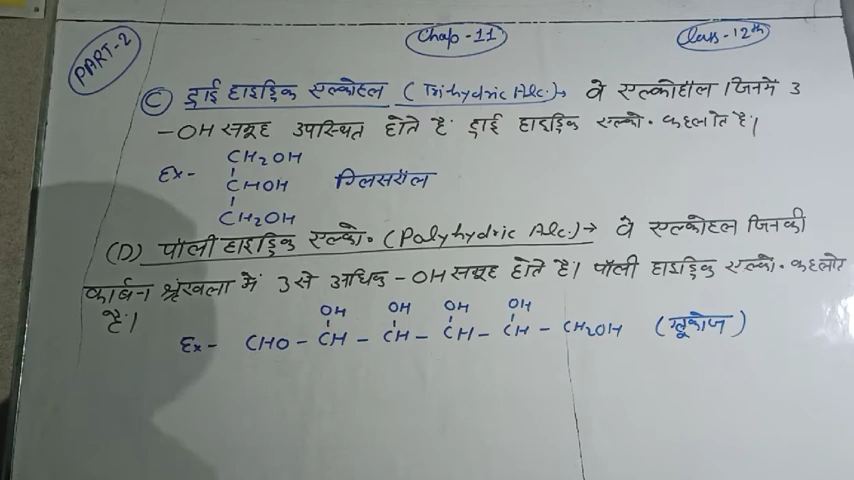 PART-2
Chap-11
Class-12th
(C) ट्राई हाइड्रिक एल्कोहल (Trihydric Alc.)→ वे एल्कोहॉल जिनमें 3
-OH समूह उपस्थित होते है ट्राई हाइड्रिक एल्को. कहलाते है।
Ex- CH2OH
CHOH ग्लिसरॉल
CH2OH
(D) पॉली हाइड्रिक एल्को. (Polyhydric Alc.)→ वे एल्कोहल जिनकी
कार्बन श्रृंखला में 3 से अधिक -OH समूह होते है। पॉली हाइड्रिक एल्को. कहलाते
है।
OH OH OH OH
Ex- CHO - CH - CH - CH - CH - CH2OH (ग्लूकोज)